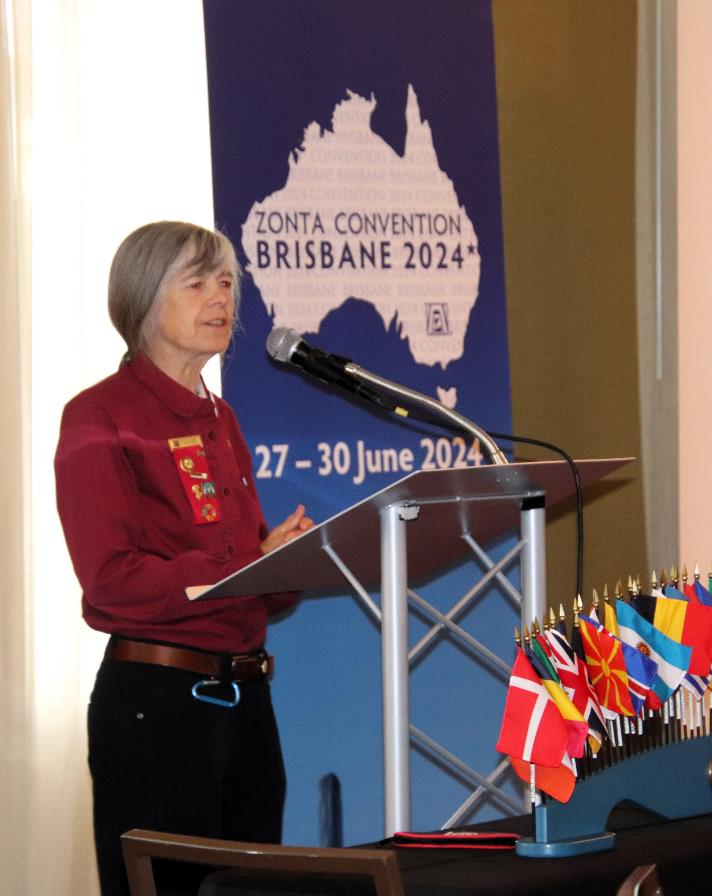 ZONTA CONVENTION
BRISBANE 2024*
27 – 30 June 2024